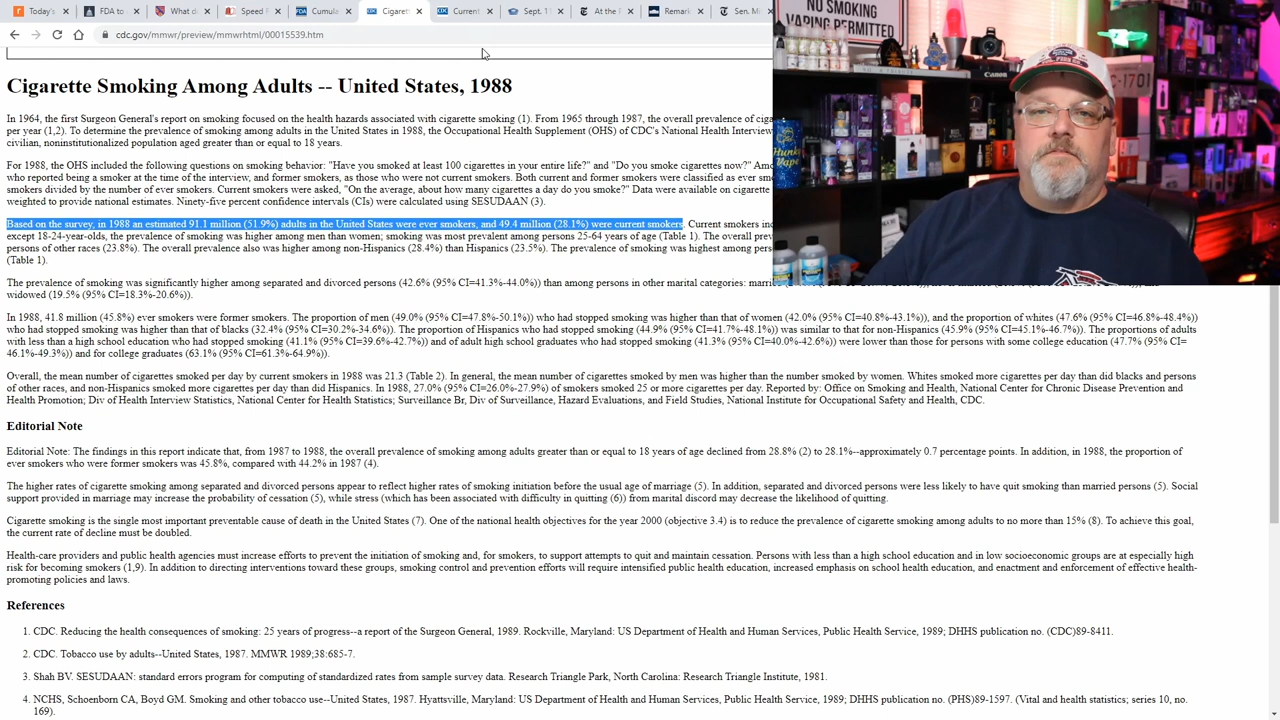 Today's
FDA to
What d
Speed F
Cumula
Cigaret
Current
Sept. 1
At the F
Remark
Sen. M
cdc.gov/mmwr/preview/mmwrhtml/00015539.htm
NO SMOKING
VAPING PERMITTED
Canon
C-1701
Hunky
Vape
Cigarette Smoking Among Adults -- United States, 1988
In 1964, the first Surgeon General's report on smoking focused on the health hazards associated with cigarette smoking (1). From 1965 through 1987, the overall prevalence of ciga
per year (1,2). To determine the prevalence of smoking among adults in the United States in 1988, the Occupational Health Supplement (OHS) of CDC's National Health Interview
civilian, noninstitutionalized population aged greater than or equal to 18 years.
For 1988, the OHS included the following questions on smoking behavior: "Have you smoked at least 100 cigarettes in your entire life?" and "Do you smoke cigarettes now?" Amo
who reported being a smoker at the time of the interview, and former smokers, as those who were not current smokers. Both current and former smokers were classified as ever smo
smokers divided by the number of ever smokers. Current smokers were asked, "On the average, about how many cigarettes a day do you smoke?" Data were available on cigarette
weighted to provide national estimates. Ninety-five percent confidence intervals (CIs) were calculated using SESUDAAN (3).
Based on the survey, in 1988 an estimated 91.1 million (51.9%) adults in the United States were ever smokers, and 49.4 million (28.1%) were current smokers. Current smokers inc
except 18-24-year-olds, the prevalence of smoking was higher among men than women; smoking was most prevalent among persons 25-64 years of age (Table 1). The overall prev
persons of other races (23.8%). The overall prevalence also was higher among non-Hispanics (28.4%) than Hispanics (23.5%). The prevalence of smoking was highest among pers
(Table 1).
The prevalence of smoking was significantly higher among separated and divorced persons (42.6% (95% CI=41.3%-44.0%)) than among persons in other marital categories: marri
widowed (19.5% (95% CI=18.3%-20.6%)).
In 1988, 41.8 million (45.8%) ever smokers were former smokers. The proportion of men (49.0% (95% CI=47.8%-50.1%)) who had stopped smoking was higher than that of women (42.0% (95% CI=40.8%-43.1%)), and the proportion of whites (47.6% (95% CI=46.8%-48.4%))
who had stopped smoking was higher than that of blacks (32.4% (95% CI=30.2%-34.6%)). The proportion of Hispanics who had stopped smoking (44.9% (95% CI=41.7%-48.1%)) was similar to that for non-Hispanics (45.9% (95% CI=45.1%-46.7%)). The proportions of adults
with less than a high school education who had stopped smoking (41.1% (95% CI=39.6%-42.7%)) and of adult high school graduates who had stopped smoking (41.3% (95% CI=40.0%-42.6%)) were lower than those for persons with some college education (47.7% (95% CI=
46.1%-49.3%)) and for college graduates (63.1% (95% CI=61.3%-64.9%)).
Overall, the mean number of cigarettes smoked per day by current smokers in 1988 was 21.3 (Table 2). In general, the mean number of cigarettes smoked by men was higher than the number smoked by women. Whites smoked more cigarettes per day than did blacks and persons
of other races, and non-Hispanics smoked more cigarettes per day than did Hispanics. In 1988, 27.0% (95% CI=26.0%-27.9%) of smokers smoked 25 or more cigarettes per day. Reported by: Office on Smoking and Health, National Center for Chronic Disease Prevention and
Health Promotion; Div of Health Interview Statistics, National Center for Health Statistics; Surveillance Br, Div of Surveillance, Hazard Evaluations, and Field Studies, National Institute for Occupational Safety and Health, CDC.
Editorial Note
Editorial Note: The findings in this report indicate that, from 1987 to 1988, the overall prevalence of smoking among adults greater than or equal to 18 years of age declined from 28.8% (2) to 28.1%--approximately 0.7 percentage points. In addition, in 1988, the proportion of
ever smokers who were former smokers was 45.8%, compared with 44.2% in 1987 (4).
The higher rates of cigarette smoking among separated and divorced persons appear to reflect higher rates of smoking initiation before the usual age of marriage (5). In addition, separated and divorced persons were less likely to have quit smoking than married persons (5). Social
support provided in marriage may increase the probability of cessation (5), while stress (which has been associated with difficulty in quitting (6)) from marital discord may decrease the likelihood of quitting.
Cigarette smoking is the single most important preventable cause of death in the United States (7). One of the national health objectives for the year 2000 (objective 3.4) is to reduce the prevalence of cigarette smoking among adults to no more than 15% (8). To achieve this goal,
the current rate of decline must be doubled.
Health-care providers and public health agencies must increase efforts to prevent the initiation of smoking and, for smokers, to support attempts to quit and maintain cessation. Persons with less than a high school education and in low socioeconomic groups are at especially high
risk for becoming smokers (1,9). In addition to directing interventions toward these groups, smoking control and prevention efforts will require intensified public health education, increased emphasis on school health education, and enactment and enforcement of effective health-
promoting policies and laws.
References
1. CDC. Reducing the health consequences of smoking: 25 years of progress--a report of the Surgeon General, 1989. Rockville, Maryland: US Department of Health and Human Services, Public Health Service, 1989; DHHS publication no. (CDC)89-8411.
2. CDC. Tobacco use by adults--United States, 1987. MMWR 1989;38:685-7.
3. Shah BV. SESUDAAN: standard errors program for computing of standardized rates from sample survey data. Research Triangle Park, North Carolina: Research Triangle Institute, 1981.
4. NCHS, Schoenborn CA, Boyd GM. Smoking and other tobacco use--United States, 1987. Hyattsville, Maryland: US Department of Health and Human Services, Public Health Service, 1989; DHHS publication no. (PHS)89-1597. (Vital and health statistics; series 10, no.
169).